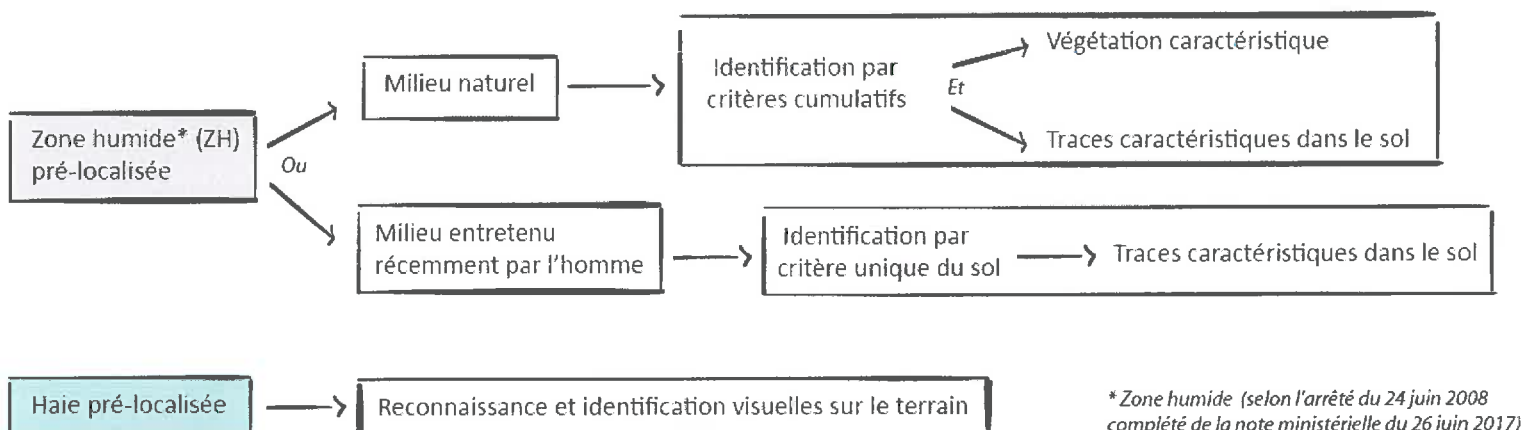 Zone humide* (ZH)
pré-localisée
Ou
Milieu naturel
Identification par
critères cumulatifs
Et
Végétation caractéristique
Traces caractéristiques dans le sol
Milieu entretenu
récemment par l'homme
Identification par
critère unique du sol
Traces caractéristiques dans le sol
Haie pré-localisée
Reconnaissance et identification visuelles sur le terrain
* Zone humide (selon l'arrêté du 24 juin 2008
complété de la note ministérielle du 26 juin 2017)